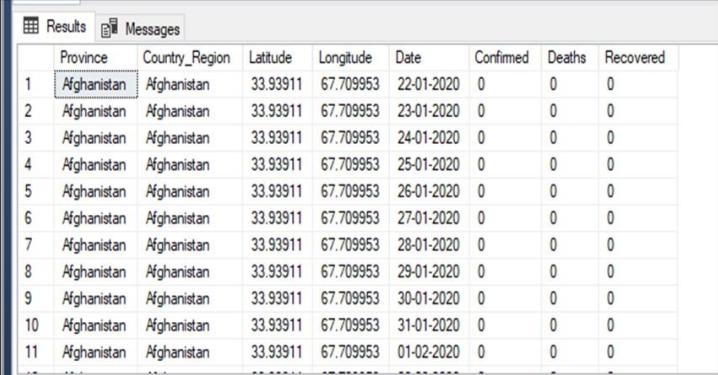 Results Messages
Province Country_Region Latitude Longitude Date Confirmed Deaths Recovered
1 Afghanistan Afghanistan 33.93911 67.709953 22-01-2020 0 0 0
2 Afghanistan Afghanistan 33.93911 67.709953 23-01-2020 0 0 0
3 Afghanistan Afghanistan 33.93911 67.709953 24-01-2020 0 0 0
4 Afghanistan Afghanistan 33.93911 67.709953 25-01-2020 0 0 0
5 Afghanistan Afghanistan 33.93911 67.709953 26-01-2020 0 0 0
6 Afghanistan Afghanistan 33.93911 67.709953 27-01-2020 0 0 0
7 Afghanistan Afghanistan 33.93911 67.709953 28-01-2020 0 0 0
8 Afghanistan Afghanistan 33.93911 67.709953 29-01-2020 0 0 0
9 Afghanistan Afghanistan 33.93911 67.709953 30-01-2020 0 0 0
10 Afghanistan Afghanistan 33.93911 67.709953 31-01-2020 0 0 0
11 Afghanistan Afghanistan 33.93911 67.709953 01-02-2020 0 0 0